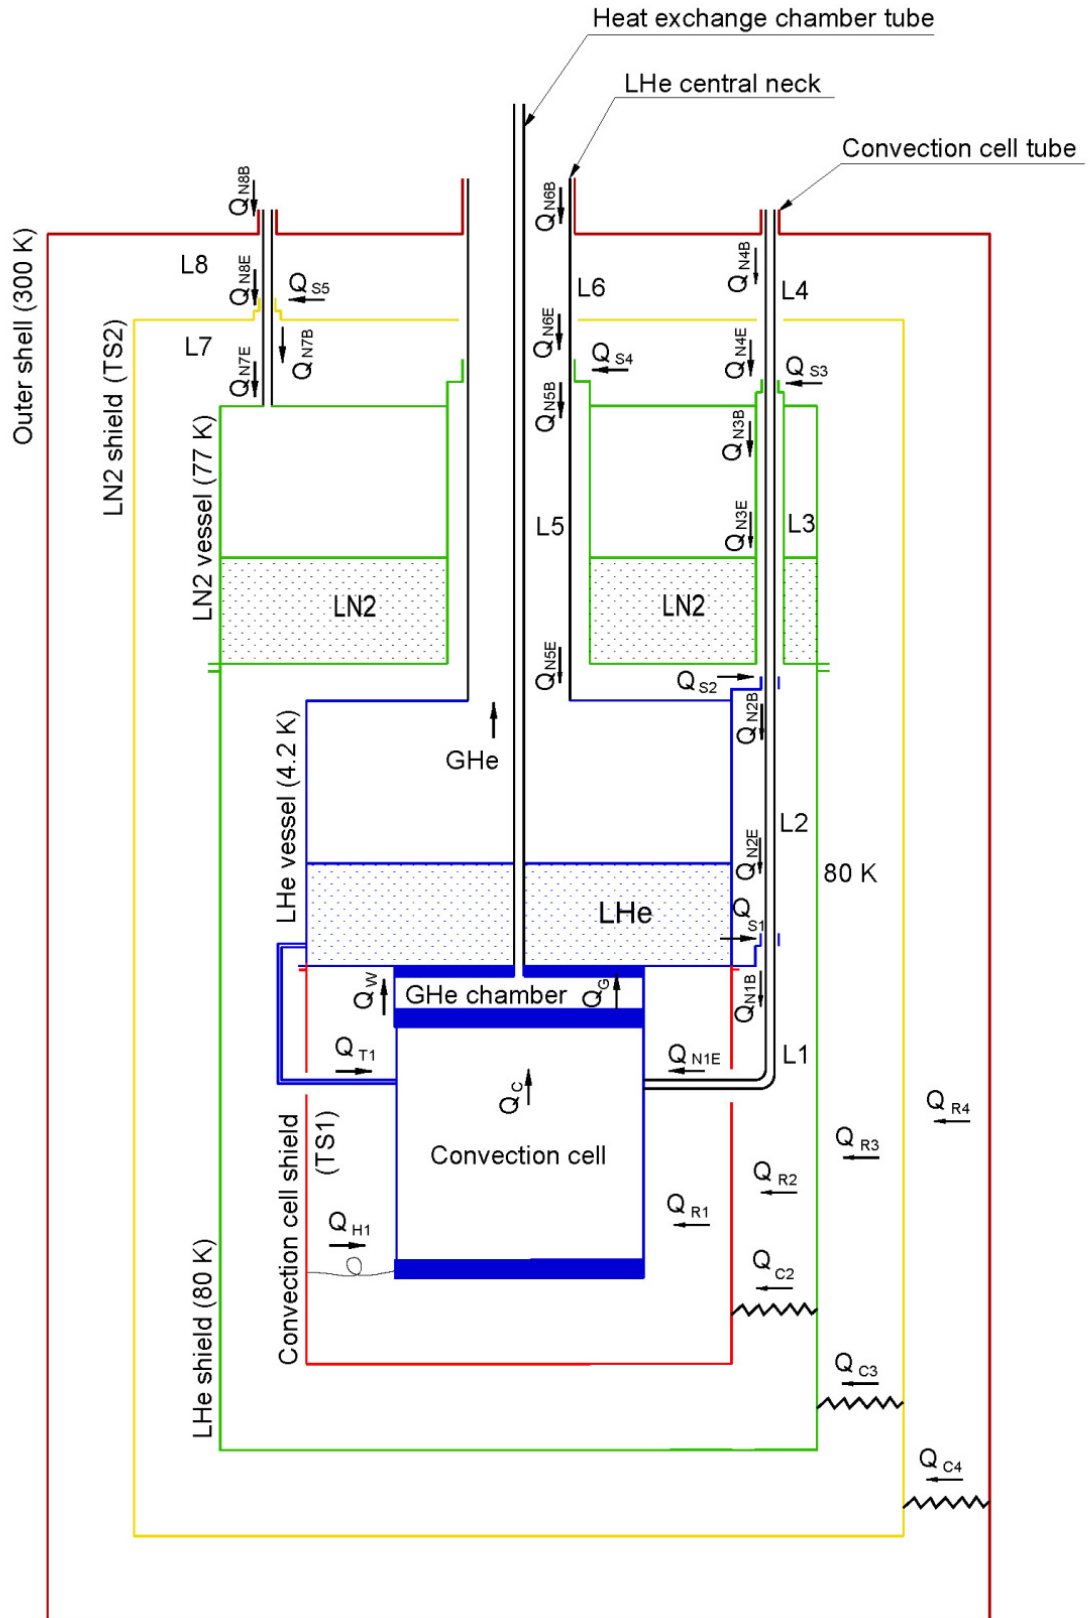 Heat exchange chamber tube
LHe central neck
Convection cell tube
QN8B
QN6B
QN4B
Outer shell (300 K)
L8
QN8E
QS5
L6
L4
LN2 shield (TS2)
L7
QN7E
QN7B
QN6E
QS4
QN4E
QS3
QN5B
QN3B
LN2 vessel (77 K)
L5
QN3E
L3
LN2
LN2
QN5E
QS2
QN2B
LHe vessel (4.2 K)
GHe
L2
QN2E
80 K
LHe
QS1
QW
GHe chamber
QG
QN1B
QT1
QN1E
L1
QC
Convection cell shield
(TS1)
Convection cell
QR4
QR3
QR2
QR1
QH1
QC2
LHe shield (80 K)
QC3
QC4